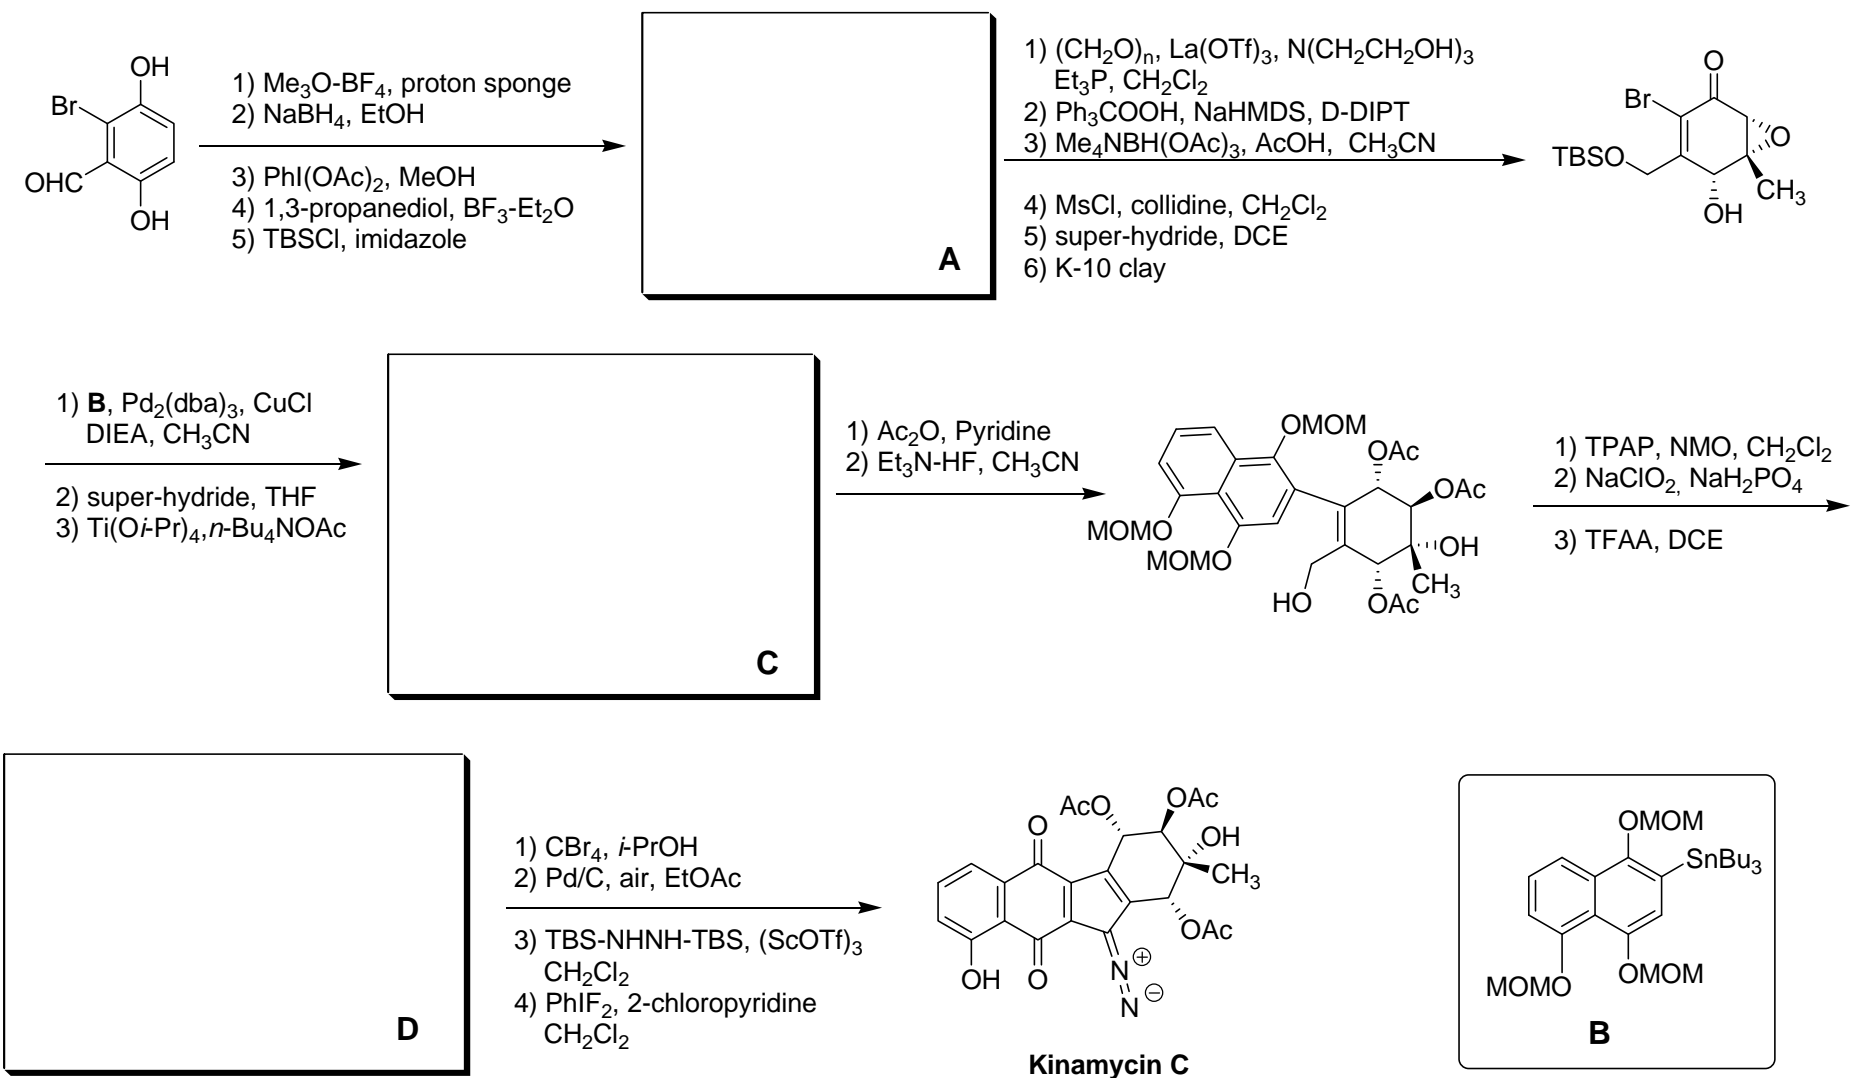 OH
Br
OHC
OH
1) Me3O-BF4, proton sponge
2) NaBH4, EtOH
3) PhI(OAc)2, MeOH
4) 1,3-propanediol, BF3-Et2O
5) TBSCl, imidazole
A
1) (CH2O)n, La(OTf)3, N(CH2CH2OH)3
Et3P, CH2Cl2
2) Ph3COOH, NaHMDS, D-DIPT
3) Me4NBH(OAc)3, AcOH, CH3CN
4) MsCl, collidine, CH2Cl2
5) super-hydride, DCE
6) K-10 clay
O
Br
O
TBSO
CH3
OH
1) B, Pd2(dba)3, CuCl
DIEA, CH3CN
2) super-hydride, THF
3) Ti(Oi-Pr)4,n-Bu4NOAc
C
1) Ac2O, Pyridine
2) Et3N-HF, CH3CN
OMOM
OAc
OAc
MOMO
OH
MOMO
CH3
HO
OAc
1) TPAP, NMO, CH2Cl2
2) NaClO2, NaH2PO4
3) TFAA, DCE
D
1) CBr4, i-PrOH
2) Pd/C, air, EtOAc
3) TBS-NHNH-TBS, (ScOTf)3
CH2Cl2
4) PhIF2, 2-chloropyridine
CH2Cl2
AcO
OAc
O
OH
CH3
OAc
OH
O
N⊕
N⊖
Kinamycin C
OMOM
SnBu3
MOMO
OMOM
B